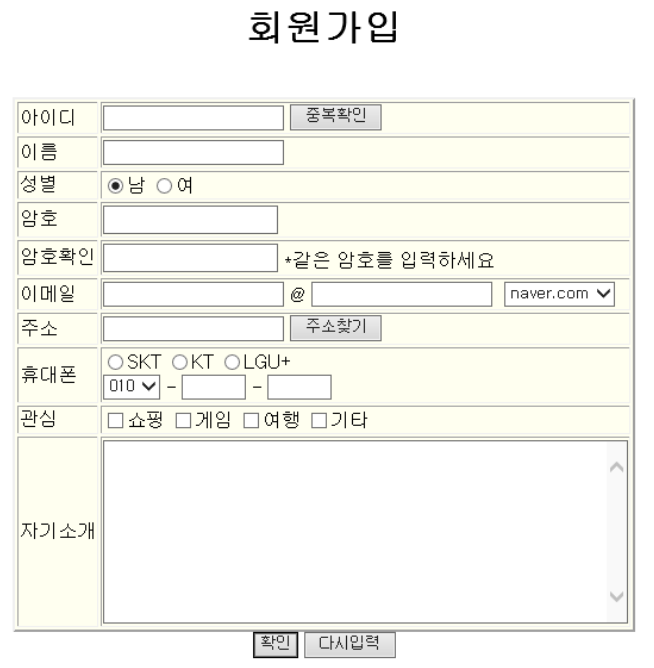 회원가입
아이디 중복확인
이름
성별 남 여
암호
암호확인 *같은 암호를 입력하세요
이메일 @ naver.com
주소 주소찾기
휴대폰 SKT KT LGU+
010 - -
관심 쇼핑 게임 여행 기타
자기소개
확인 다시입력